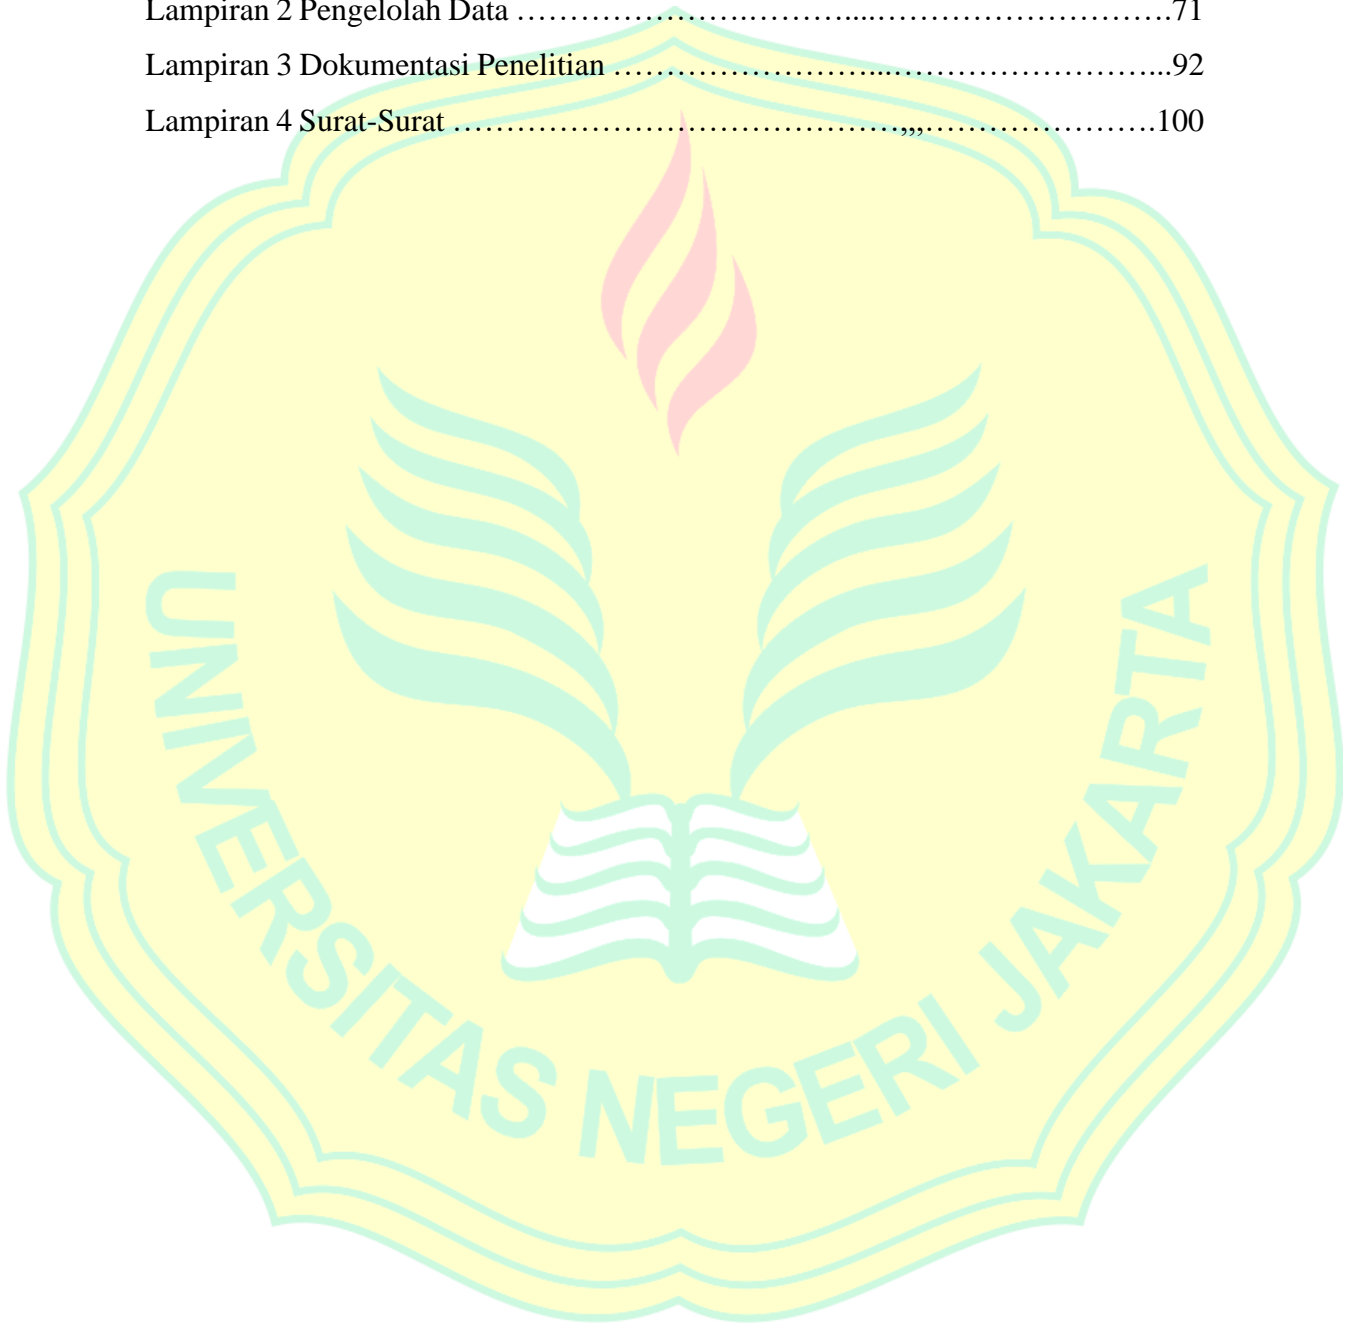 Lampiran 2 Pengelolah Data ………………….………....……………………….71
Lampiran 3 Dokumentasi Penelitian ……………………...……………………...92
Lampiran 4 Surat-Surat …………………………………….,,,………………….100
UNIVERSITAS NEGERI JAKARTA